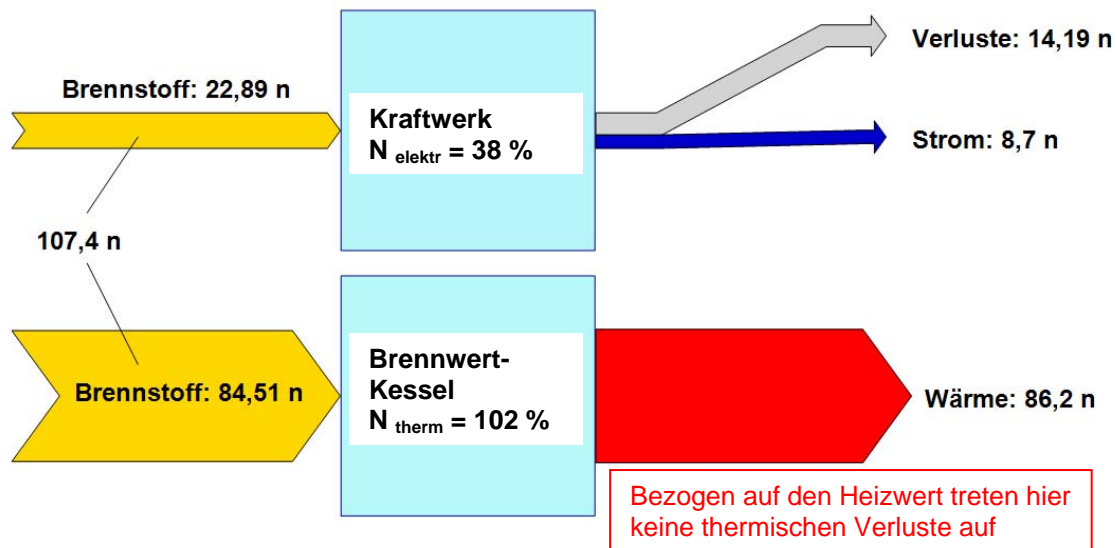 Verluste: 14,19 n
Brennstoff: 22,89 n
Kraftwerk
N elektr = 38 %
Strom: 8,7 n
107,4 n
Brennstoff: 84,51 n
Brennwert-
Kessel
N therm = 102 %
Wärme: 86,2 n
Bezogen auf den Heizwert treten hier
keine thermischen Verluste auf